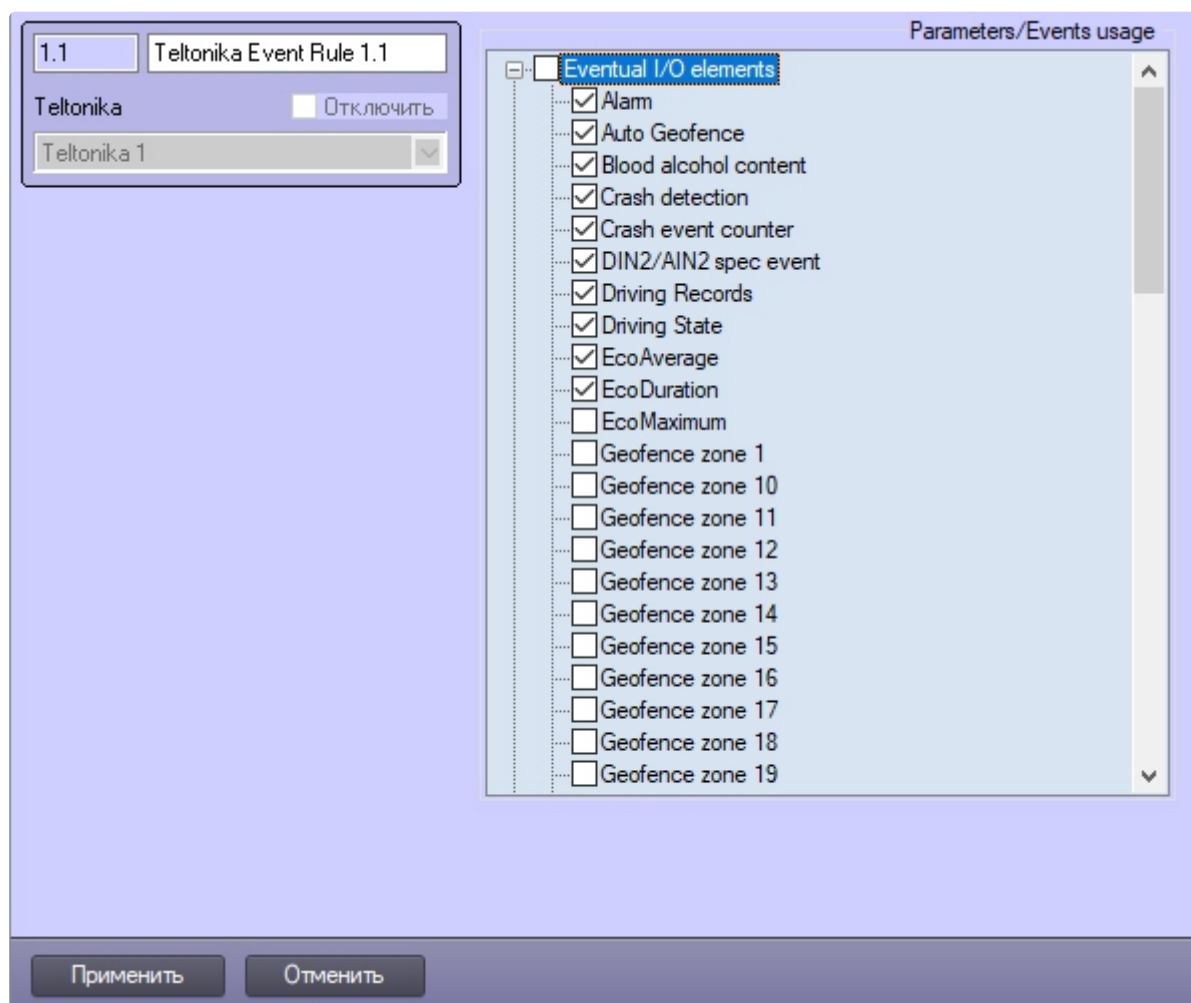 1.1
Teltonika Event Rule 1.1
Teltonika
Отключить
Teltonika 1
Parameters/Events usage
Eventual I/O elements
Alarm
Auto Geofence
Blood alcohol content
Crash detection
Crash event counter
DIN2/AIN2 spec event
Driving Records
Driving State
EcoAverage
EcoDuration
EcoMaximum
Geofence zone 1
Geofence zone 10
Geofence zone 11
Geofence zone 12
Geofence zone 13
Geofence zone 14
Geofence zone 15
Geofence zone 16
Geofence zone 17
Geofence zone 18
Geofence zone 19
Применить
Отменить